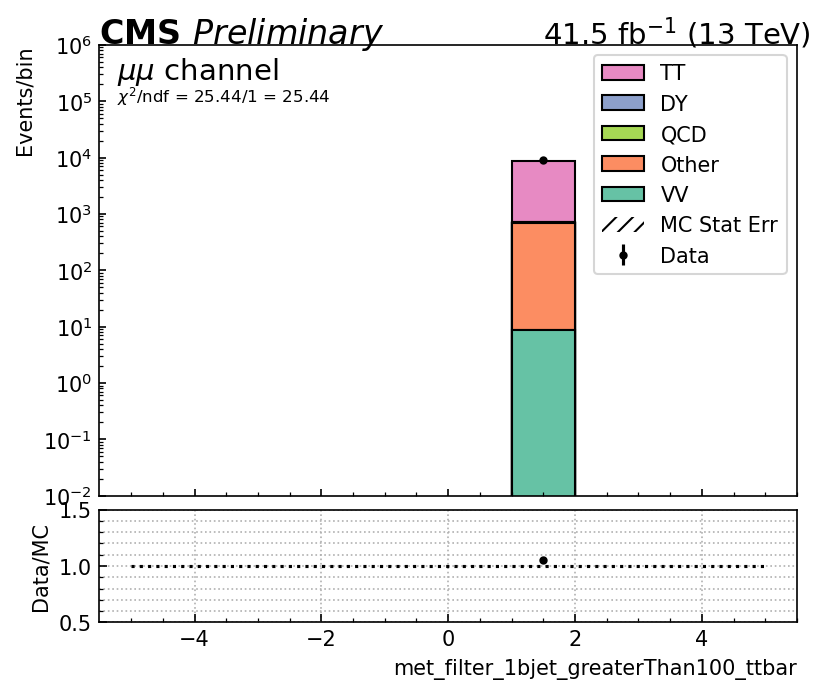 CMS Preliminary
41.5 fb⁻¹ (13 TeV)
Events/bin
10⁶
10⁵
10⁴
10³
10²
10¹
10⁰
10⁻¹
10⁻²
μμ channel
χ²/ndf = 25.44/1 = 25.44
TT
DY
QCD
Other
VV
MC Stat Err
Data
Data/MC
1.5
1.0
0.5
−4
−2
0
2
4
met_filter_1bjet_greaterThan100_ttbar